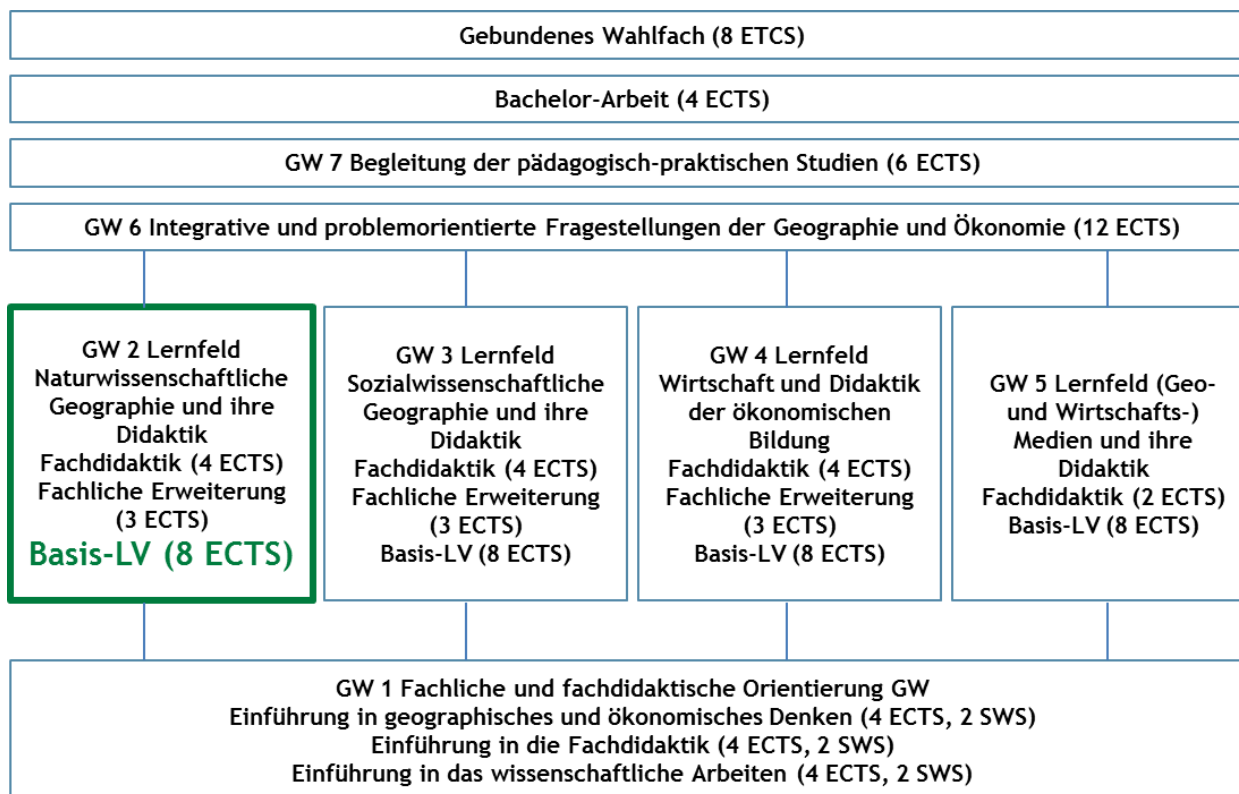 Gebundenes Wahlfach (8 ETCS)
Bachelor-Arbeit (4 ECTS)
GW 7 Begleitung der pädagogisch-praktischen Studien (6 ECTS)
GW 6 Integrative und problemorientierte Fragestellungen der Geographie und Ökonomie (12 ECTS)
GW 2 Lernfeld
Naturwissenschaftliche
Geographie und ihre
Didaktik
Fachdidaktik (4 ECTS)
Fachliche Erweiterung
(3 ECTS)
Basis-LV (8 ECTS)
GW 3 Lernfeld
Sozialwissenschaftliche
Geographie und ihre
Didaktik
Fachdidaktik (4 ECTS)
Fachliche Erweiterung
(3 ECTS)
Basis-LV (8 ECTS)
GW 4 Lernfeld
Wirtschaft und Didaktik
der ökonomischen
Bildung
Fachdidaktik (4 ECTS)
Fachliche Erweiterung
(3 ECTS)
Basis-LV (8 ECTS)
GW 5 Lernfeld (Geo-
und Wirtschafts-)
Medien und ihre
Didaktik
Fachdidaktik (2 ECTS)
Basis-LV (8 ECTS)
GW 1 Fachliche und fachdidaktische Orientierung GW
Einführung in geographisches und ökonomisches Denken (4 ECTS, 2 SWS)
Einführung in die Fachdidaktik (4 ECTS, 2 SWS)
Einführung in das wissenschaftliche Arbeiten (4 ECTS, 2 SWS)